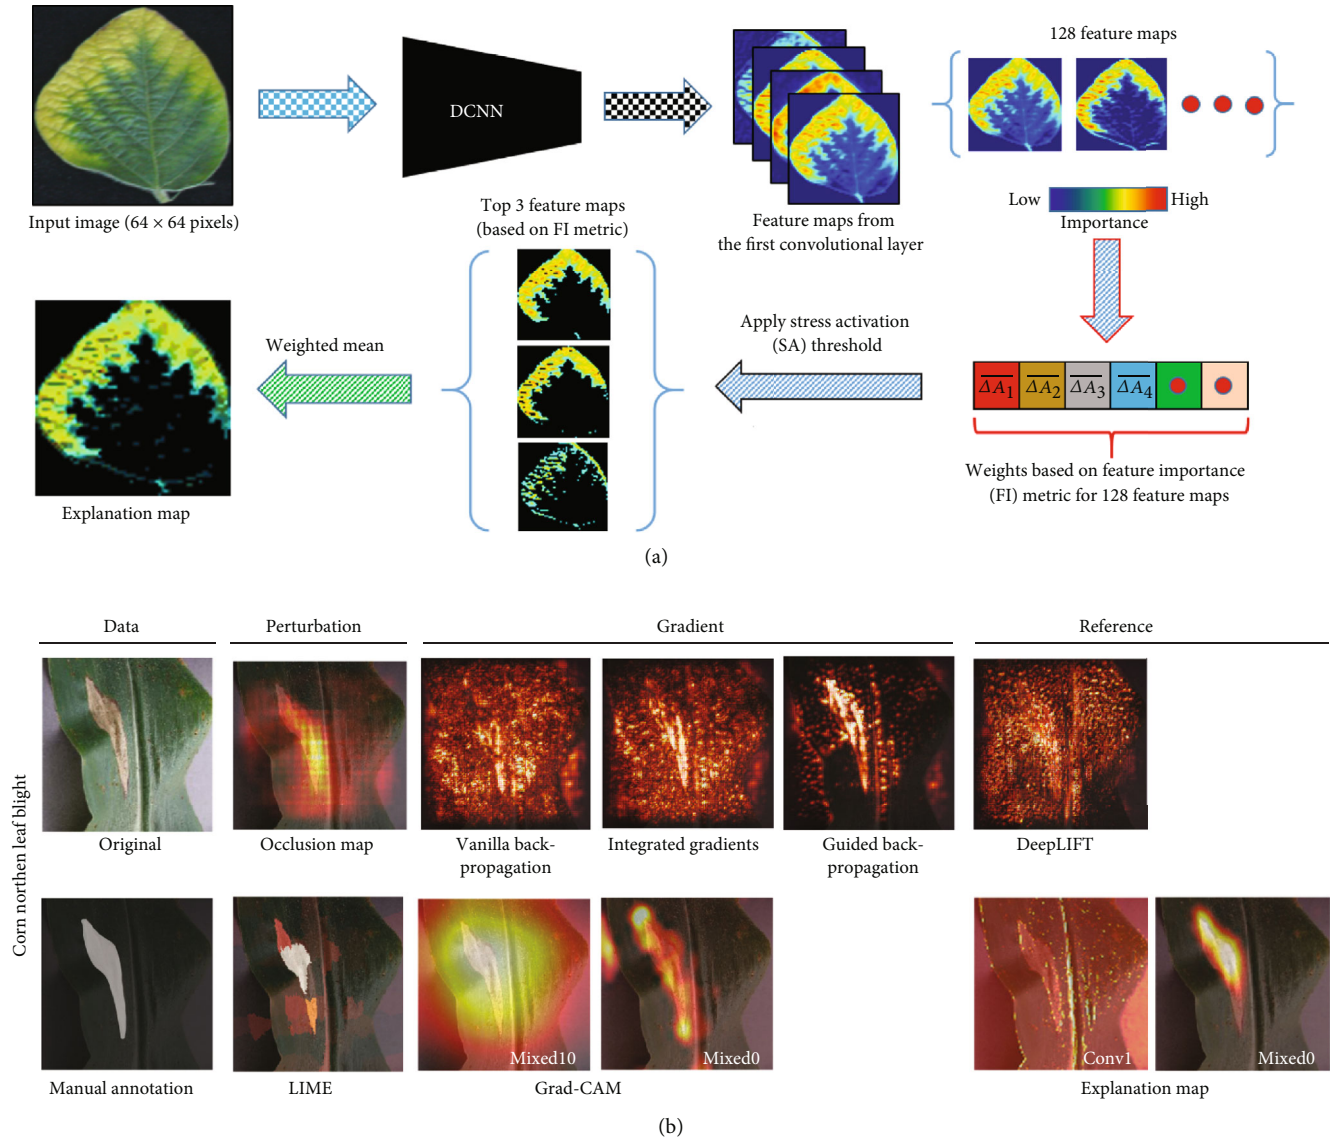 128 feature maps
DCNN
Input image (64 × 64 pixels)
Top 3 feature maps
(based on FI metric)
Feature maps from
the first convolutional layer
Low
High
Importance
Weighted mean
Apply stress activation
(SA) threshold
ΔA1
ΔA2
ΔA3
ΔA4
Weights based on feature importance
(FI) metric for 128 feature maps
Explanation map
(a)
Data
Perturbation
Gradient
Reference
Corn northen leaf blight
Original
Occlusion map
Vanilla back-
propagation
Integrated gradients
Guided back-
propagation
DeepLIFT
Mixed10
Mixed0
Conv1
Mixed0
Manual annotation
LIME
Grad-CAM
Explanation map
(b)